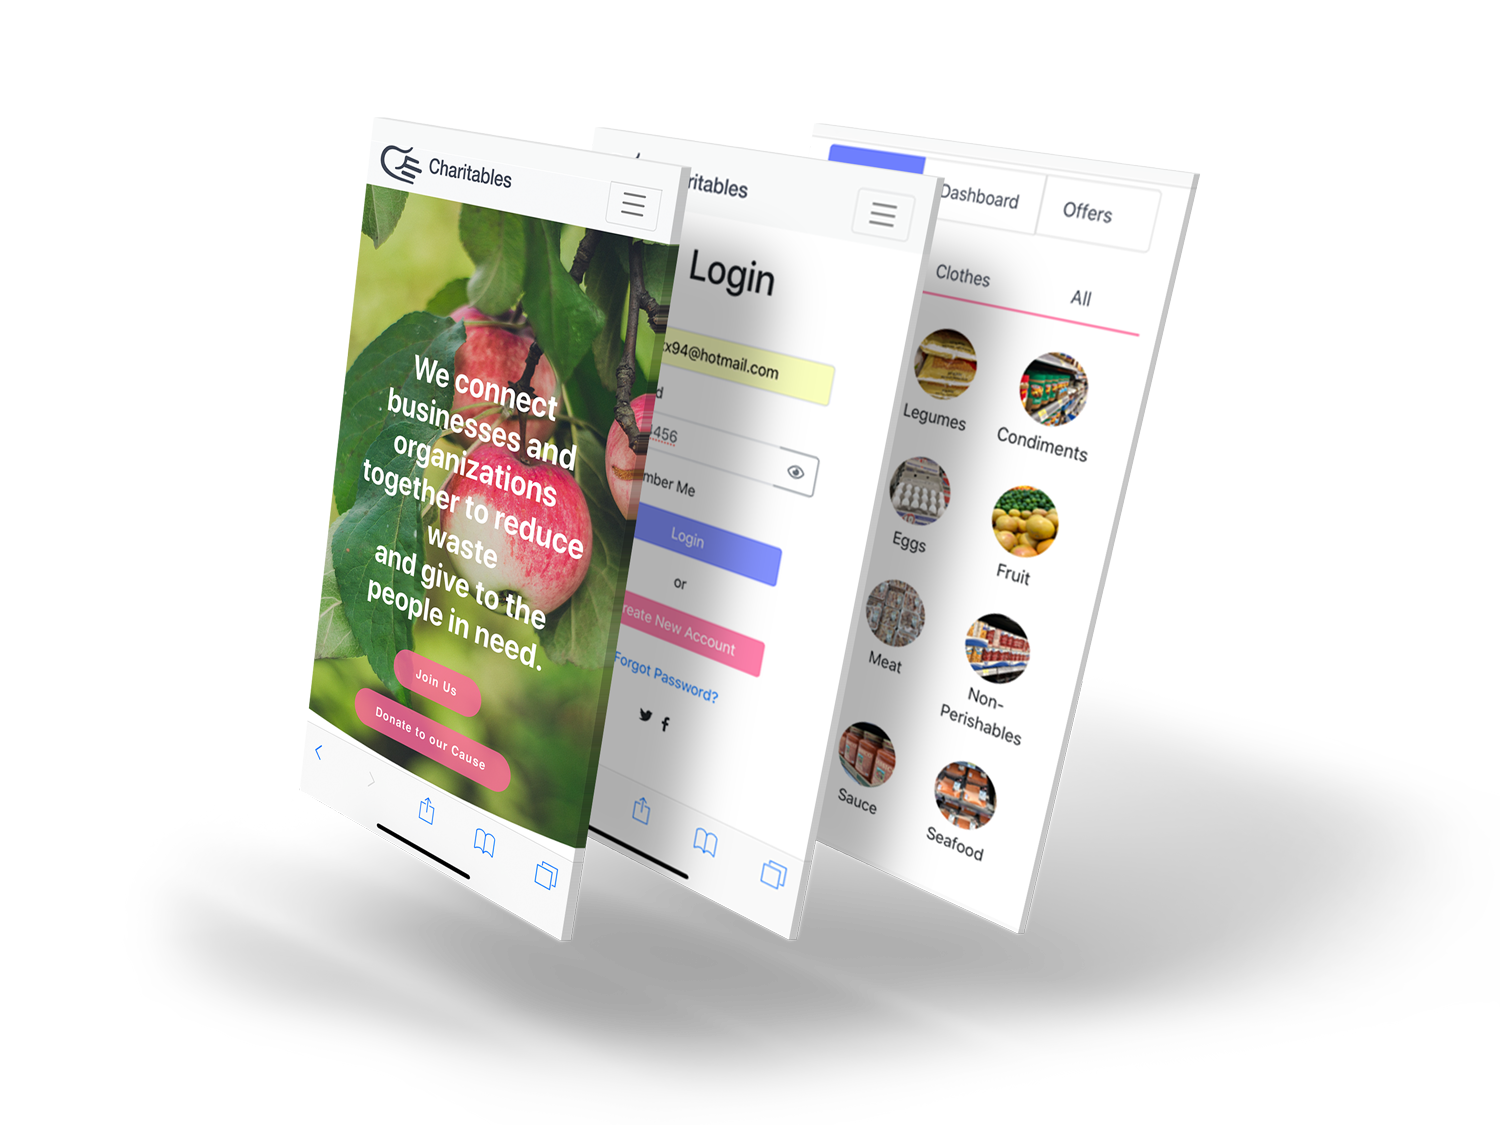 Charitables
We connect
businesses and
organizations
together to reduce
waste
and give to the
people in need.
Join Us
Donate to our Cause
ritables
Login
x94@hotmail.com
d
456
mber Me
Login
or
reate New Account
Forgot Password?
Dashboard
Offers
Clothes
All
Legumes
Condiments
Eggs
Fruit
Meat
Non-
Perishables
Sauce
Seafood